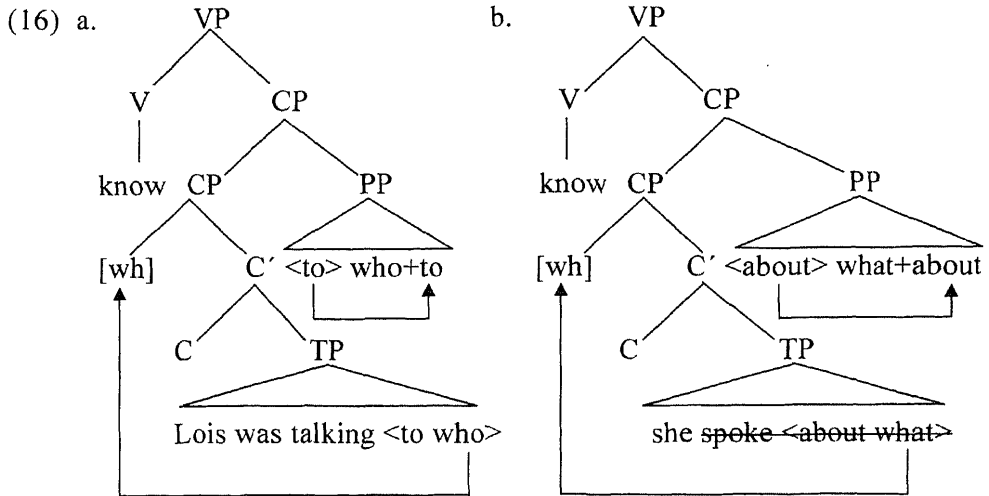 (16) a. VP b. VP
V CP V CP
know CP PP know CP PP
[wh] C′ <to> who+to [wh] C′ <about> what+about
C TP C TP
Lois was talking <to who> she spoke <about what>